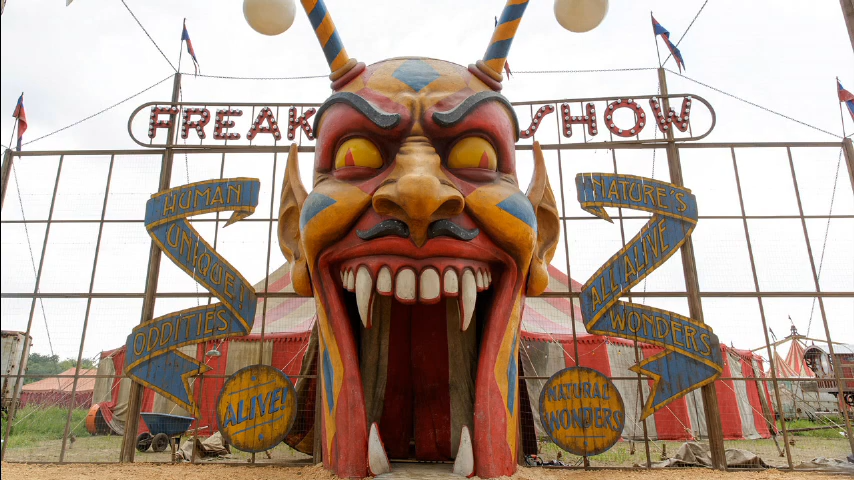 FREAK SHOW
HUMAN
UNIQUE!
ODDITIES
NATURE'S
ALL ALIVE
WONDERS
ALIVE!
NATURAL
WONDERS